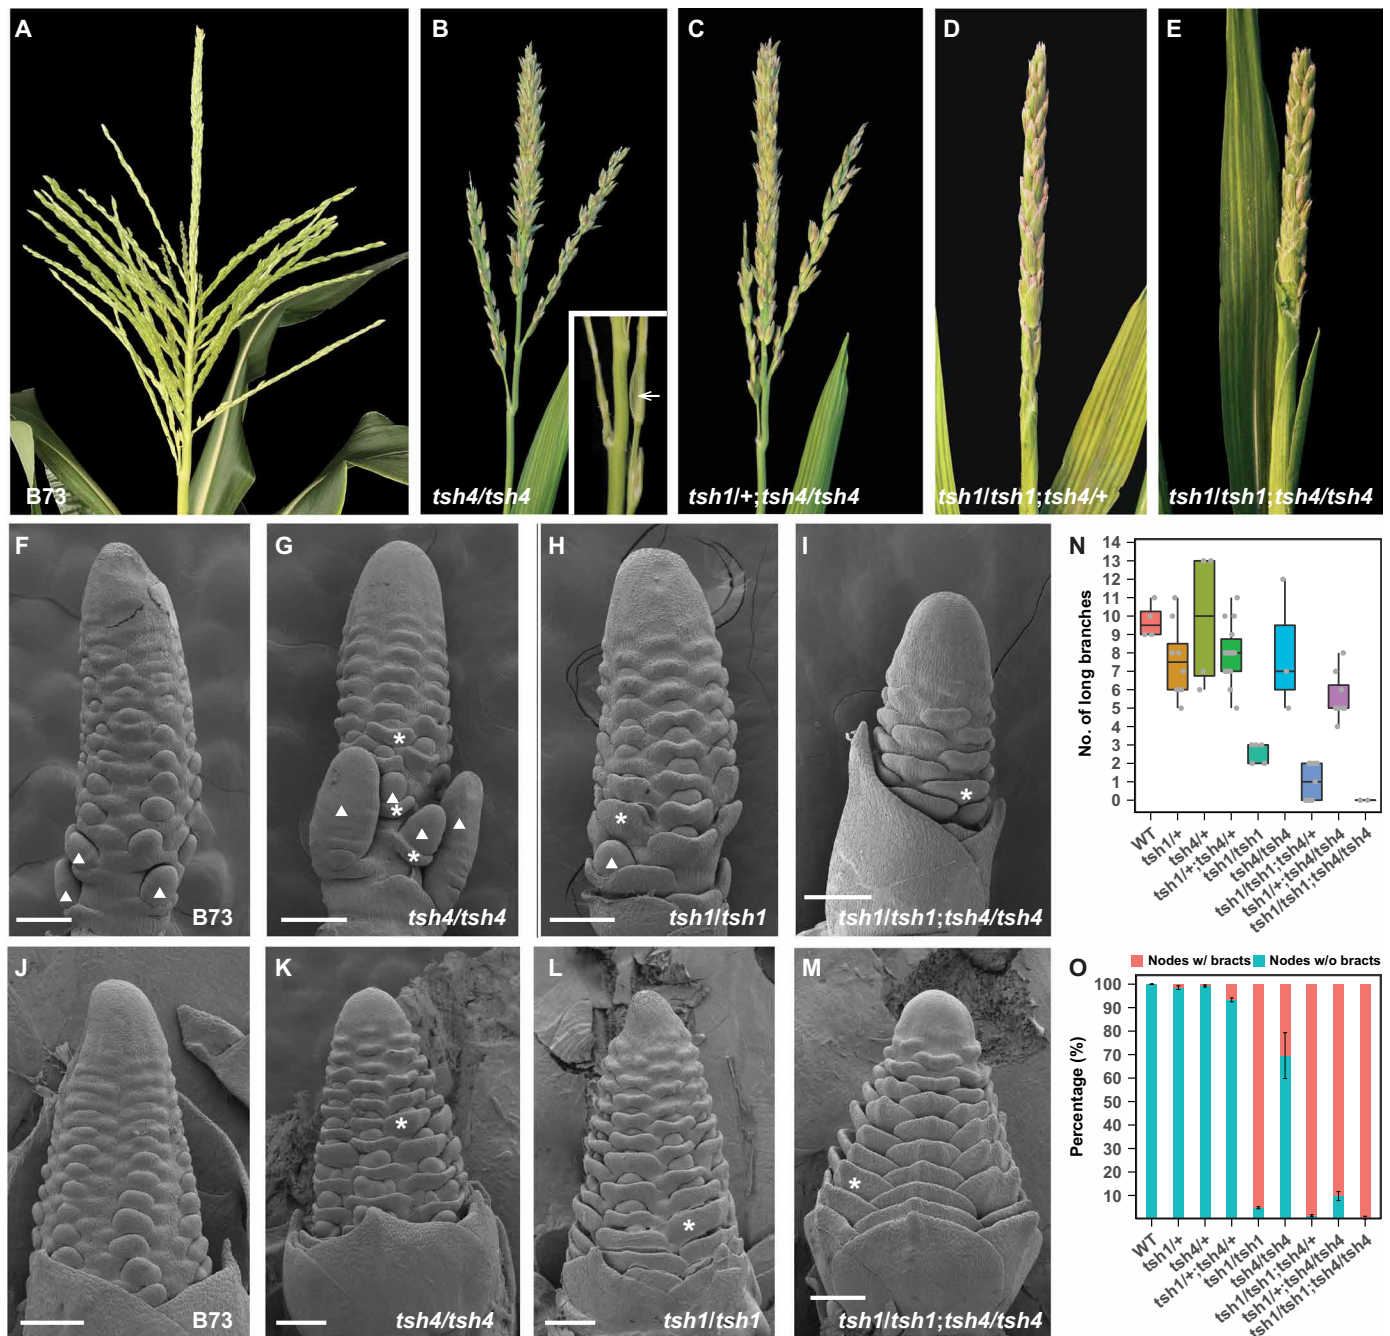 A
B73
B
tsh4/tsh4
C
tsh1/+;tsh4/tsh4
D
tsh1/tsh1;tsh4/+
E
tsh1/tsh1;tsh4/tsh4
F
B73
G
tsh4/tsh4
H
tsh1/tsh1
I
tsh1/tsh1;tsh4/tsh4
J
B73
K
tsh4/tsh4
L
tsh1/tsh1
M
tsh1/tsh1;tsh4/tsh4
N
No. of long branches
14
13
12
11
10
9
8
7
6
5
4
3
2
1
0
WT
tsh1/+
tsh4/+
tsh1/+;tsh4/+
tsh1/tsh1
tsh4/tsh4
tsh1/tsh1;tsh4/+
tsh1/+;tsh4/tsh4
tsh1/tsh1;tsh4/tsh4
O
Nodes w/ bracts
Nodes w/o bracts
Percentage (%)
100
90
80
70
60
50
40
30
20
10
WT
tsh1/+
tsh4/+
tsh1/+;tsh4/+
tsh1/tsh1
tsh4/tsh4
tsh1/tsh1;tsh4/+
tsh1/+;tsh4/tsh4
tsh1/tsh1;tsh4/tsh4